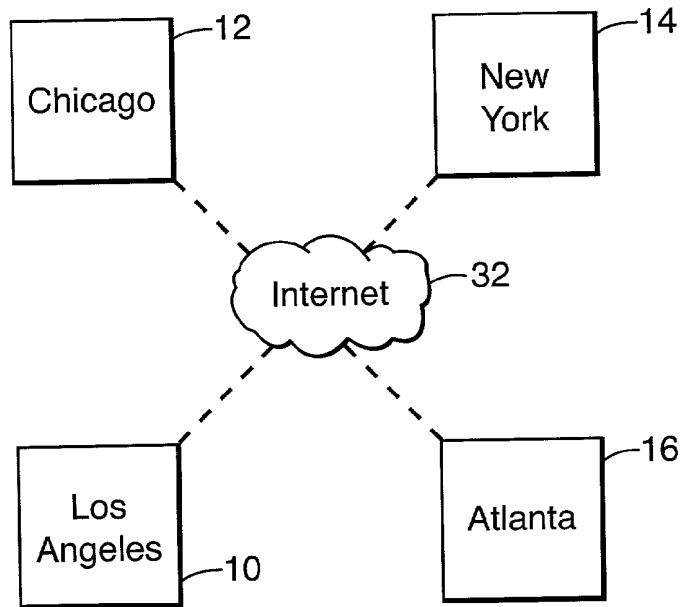 12
Chicago
14
New
York
Internet
32
Los
Angeles
10
16
Atlanta